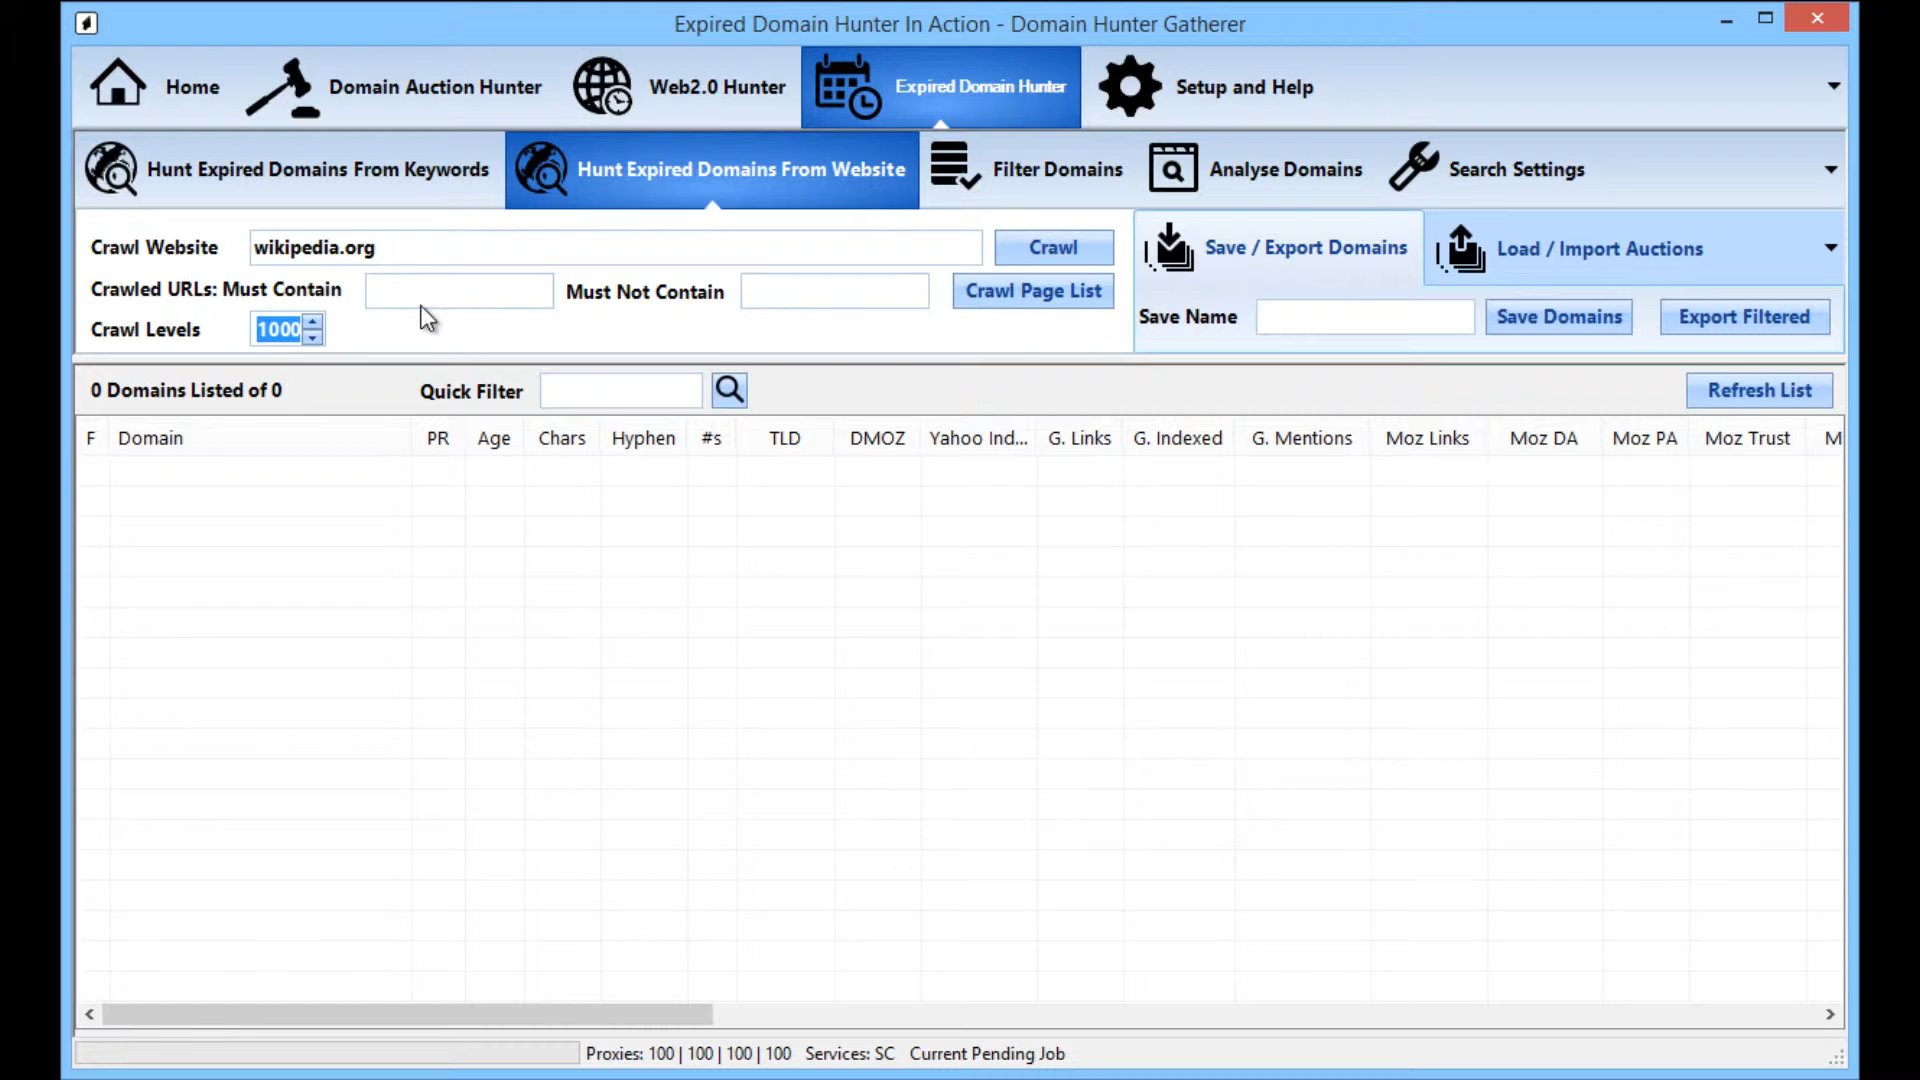 Expired Domain Hunter In Action - Domain Hunter Gatherer
Home
Domain Auction Hunter
Web2.0 Hunter
Expired Domain Hunter
Setup and Help
Hunt Expired Domains From Keywords
Hunt Expired Domains From Website
Filter Domains
Analyse Domains
Search Settings
Crawl Website
wikipedia.org
Crawl
Save / Export Domains
Load / Import Auctions
Crawled URLs: Must Contain
Must Not Contain
Crawl Page List
Save Name
Save Domains
Export Filtered
Crawl Levels
1000
0 Domains Listed of 0
Quick Filter
Refresh List
F Domain PR Age Chars Hyphen #s TLD DMOZ Yahoo Ind... G. Links G. Indexed G. Mentions Moz Links Moz DA Moz PA Moz Trust M
Proxies: 100 | 100 | 100 | 100 Services: SC Current Pending Job